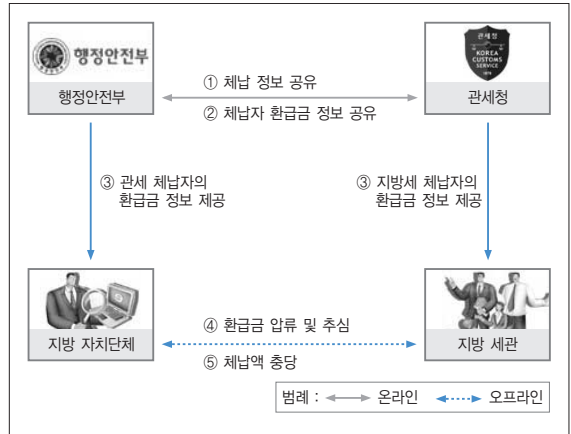 행정안전부
관세청
KOREA
CUSTOMS
SERVICE
행정안전부
관세청
① 체납 정보 공유
② 체납자 환급금 정보 공유
③ 관세 체납자의
환급금 정보 제공
③ 지방세 체납자의
환급금 정보 제공
지방 자치단체
지방 세관
④ 환급금 압류 및 추심
⑤ 체납액 충당
범례 : 온라인 오프라인